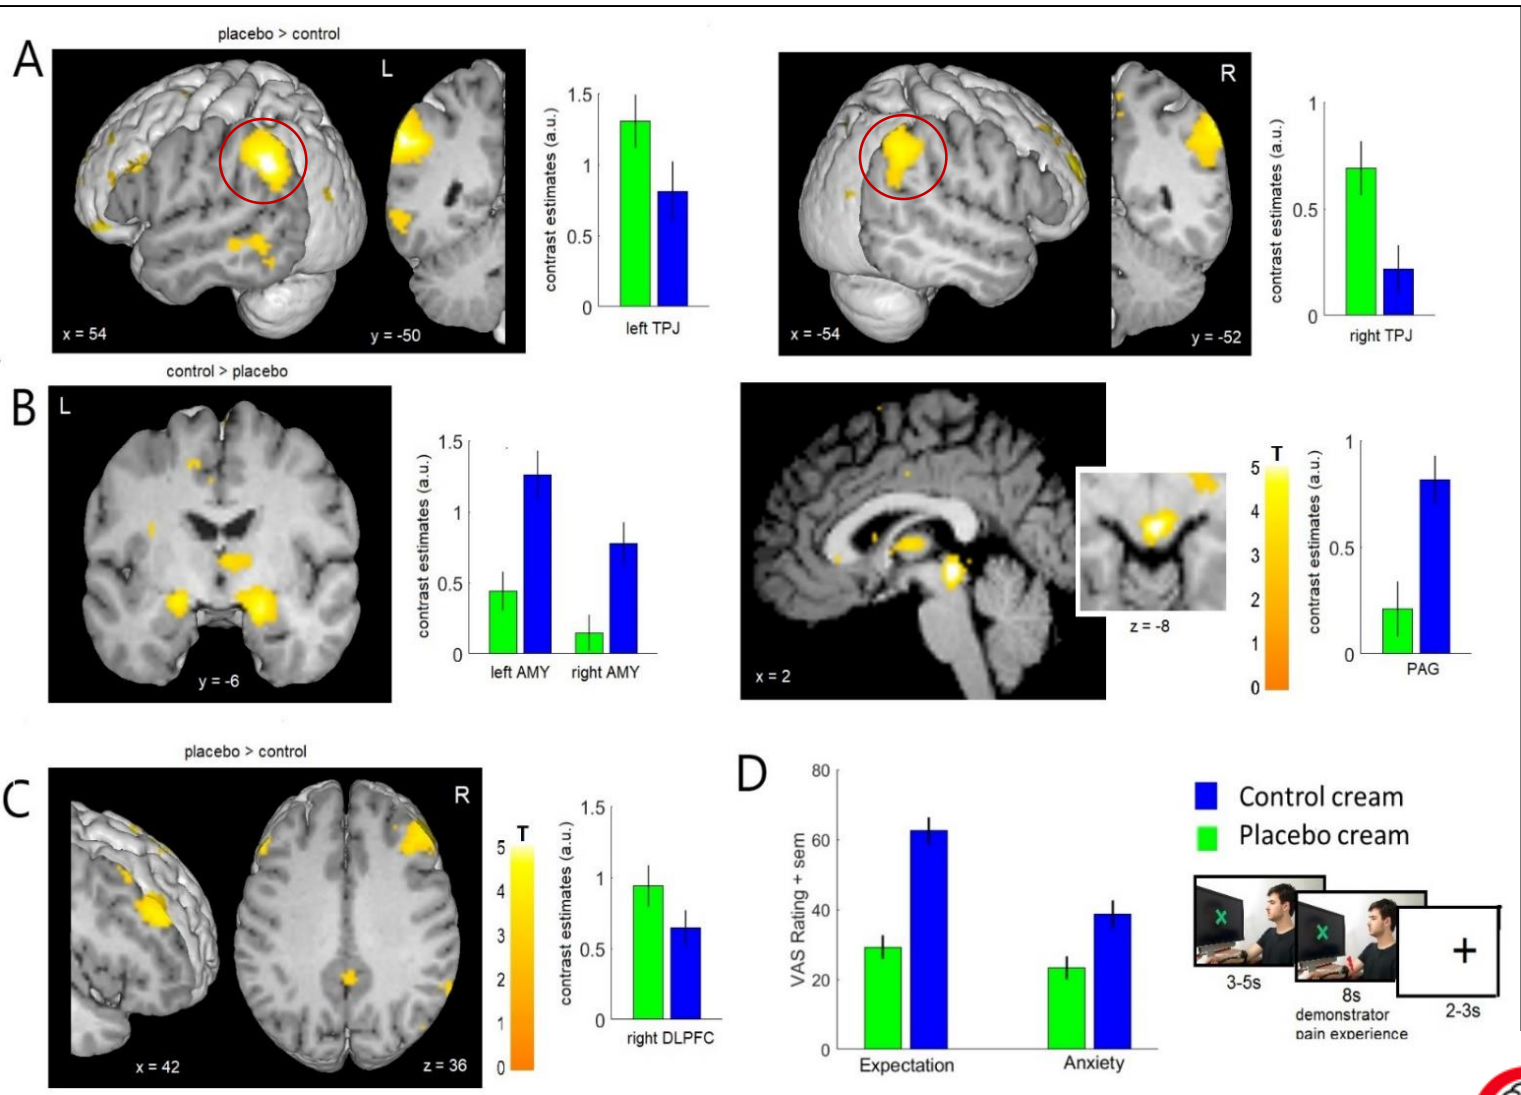 placebo > control
A
L
x = 54
y = -50
contrast estimates (a.u.)
1.5
1
0.5
0
left TPJ
R
x = -54
y = -52
contrast estimates (a.u.)
1
0.5
0
right TPJ
control > placebo
B
L
y = -6
contrast estimates (a.u.)
1.5
1
0.5
0
left AMY
right AMY
x = 2
z = -8
T
5
4
3
2
1
0
contrast estimates (a.u.)
1
0.5
0
PAG
placebo > control
C
R
x = 42
z = 36
T
5
4
3
2
1
0
contrast estimates (a.u.)
1.5
1
0.5
0
right DLPFC
D
VAS Rating + sem
80
60
40
20
0
Expectation
Anxiety
Control cream
Placebo cream
3-5s
8s
demonstrator
pain experience
2-3s